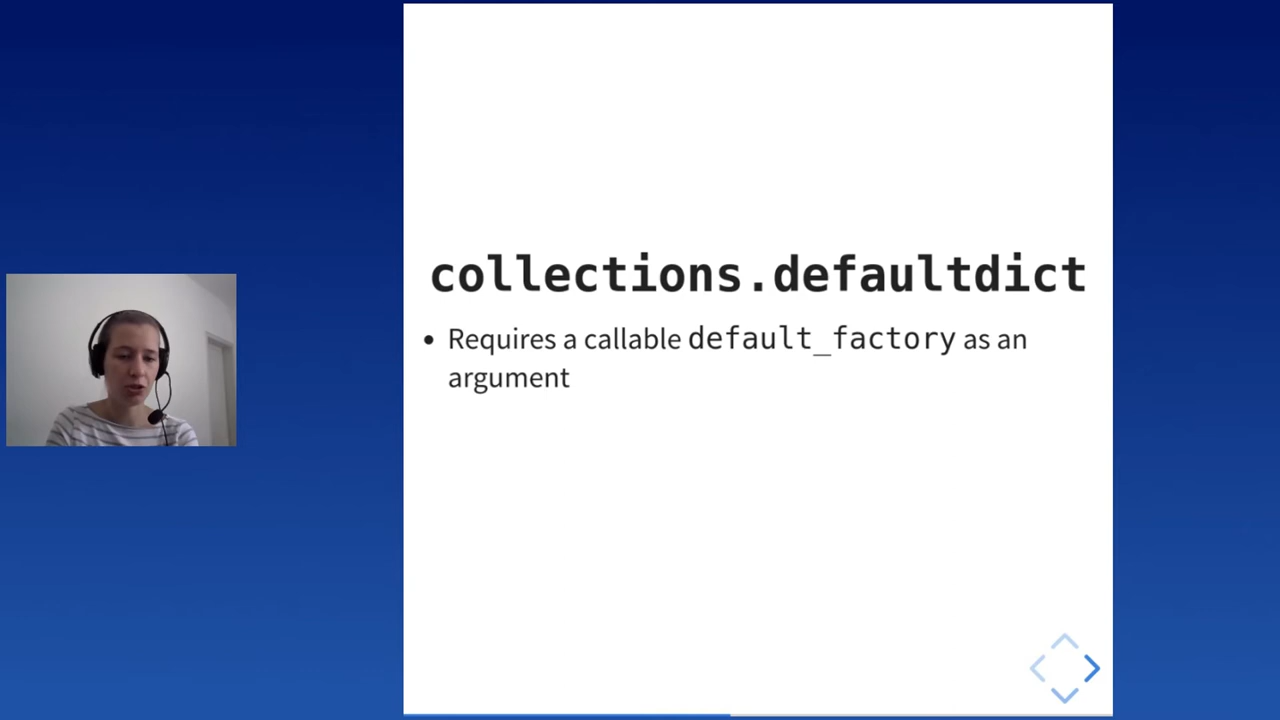 collections.defaultdict
• Requires a callable default_factory as an
argument